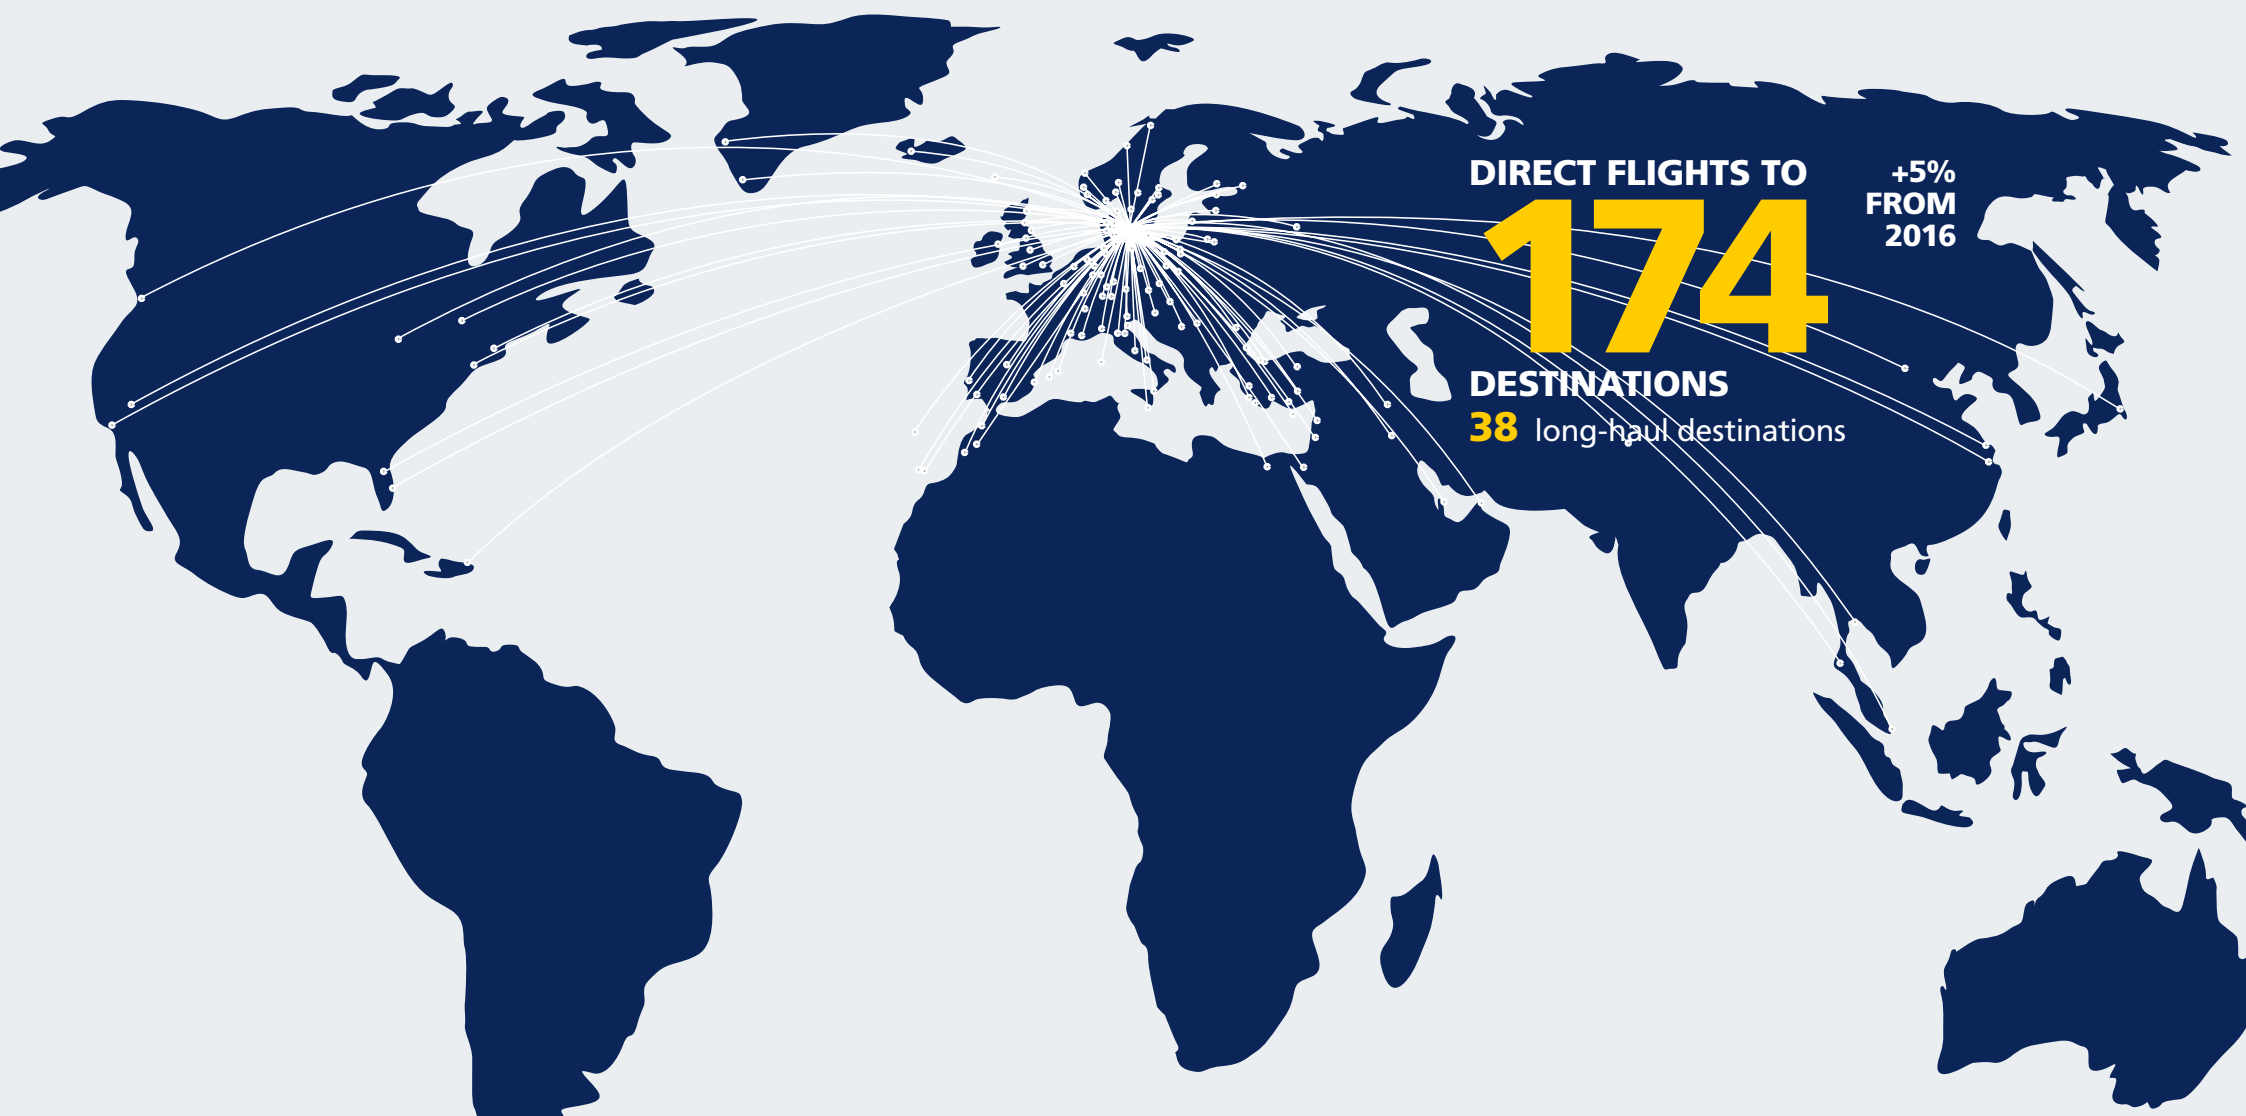 DIRECT FLIGHTS TO
174
DESTINATIONS
38 long-haul destinations
+5%
FROM
2016